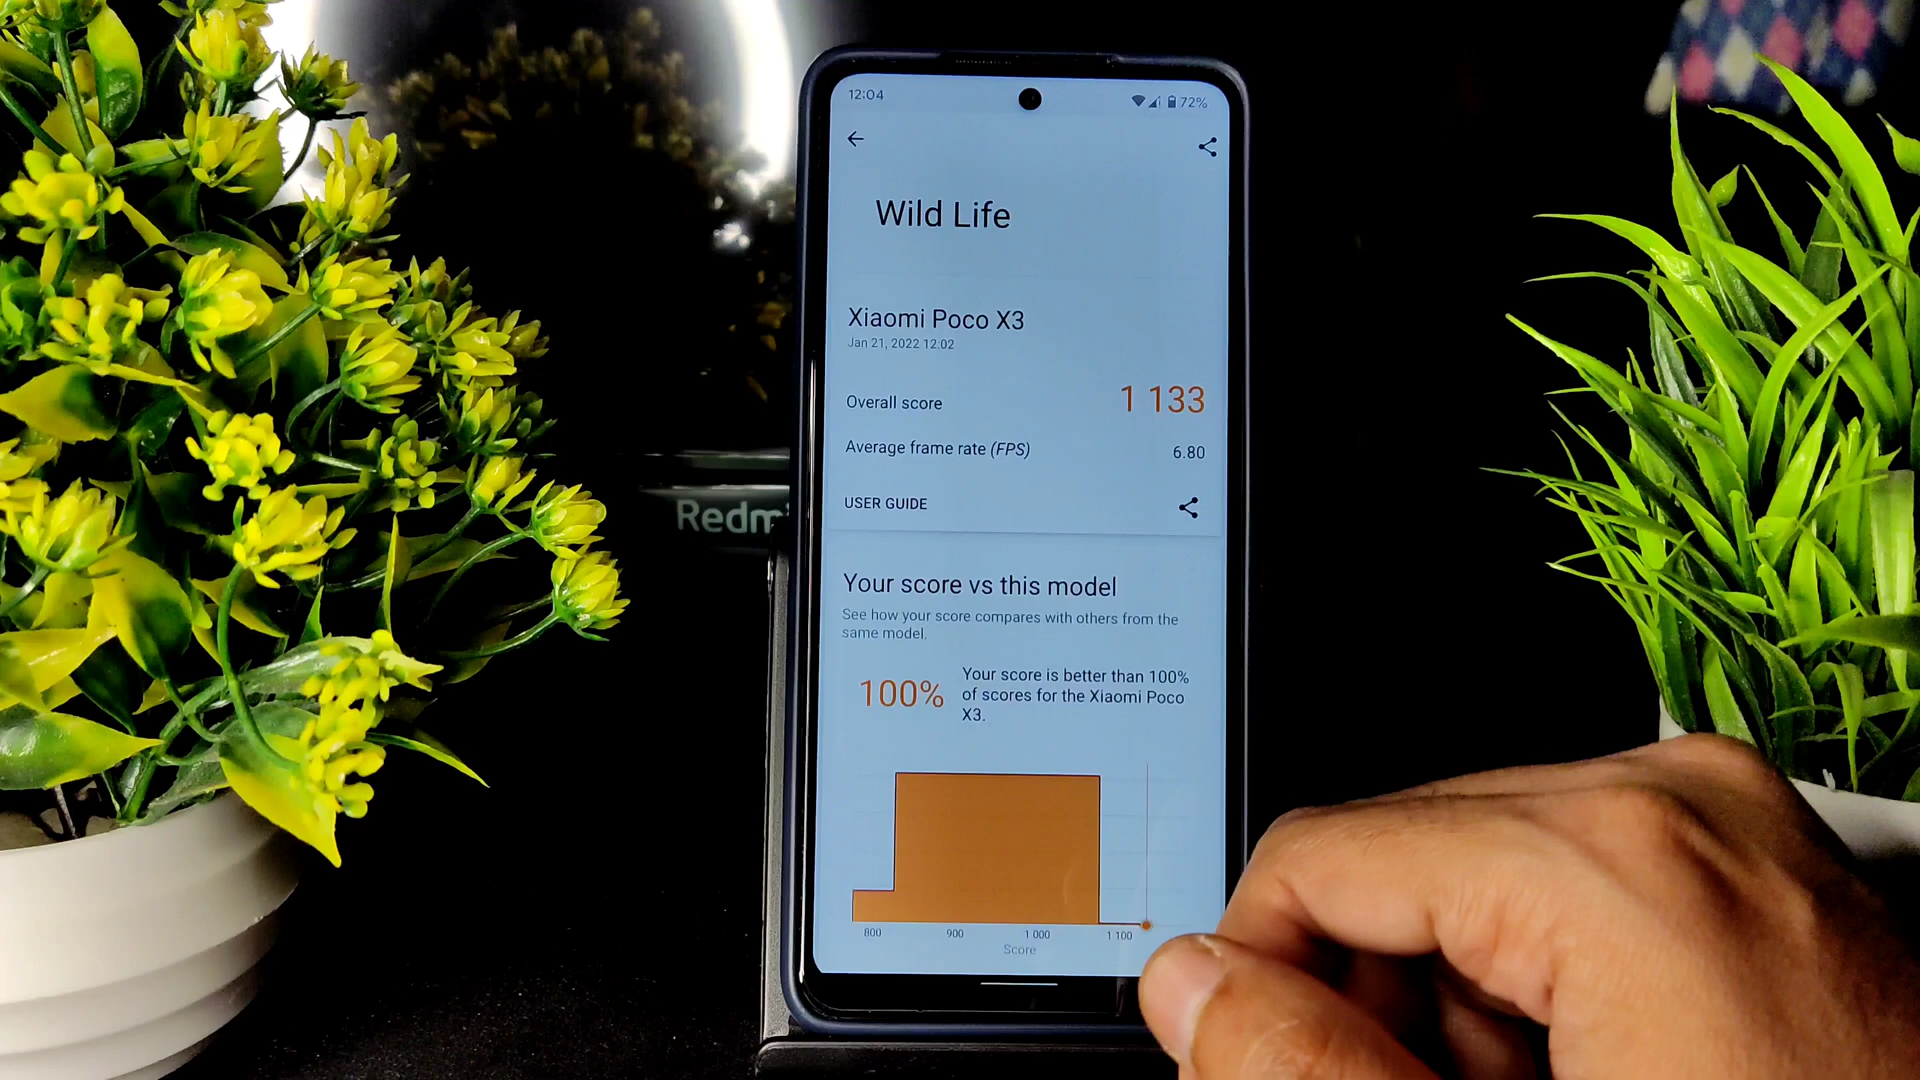 12:04
72%
Wild Life
Xiaomi Poco X3
Jan 21, 2022 12:02
Overall score
1 133
Average frame rate (FPS)
6.80
USER GUIDE
Your score vs this model
See how your score compares with others from the
same model.
100%
Your score is better than 100%
of scores for the Xiaomi Poco
X3.
800 900 1 000 1 100
Score
Redmi